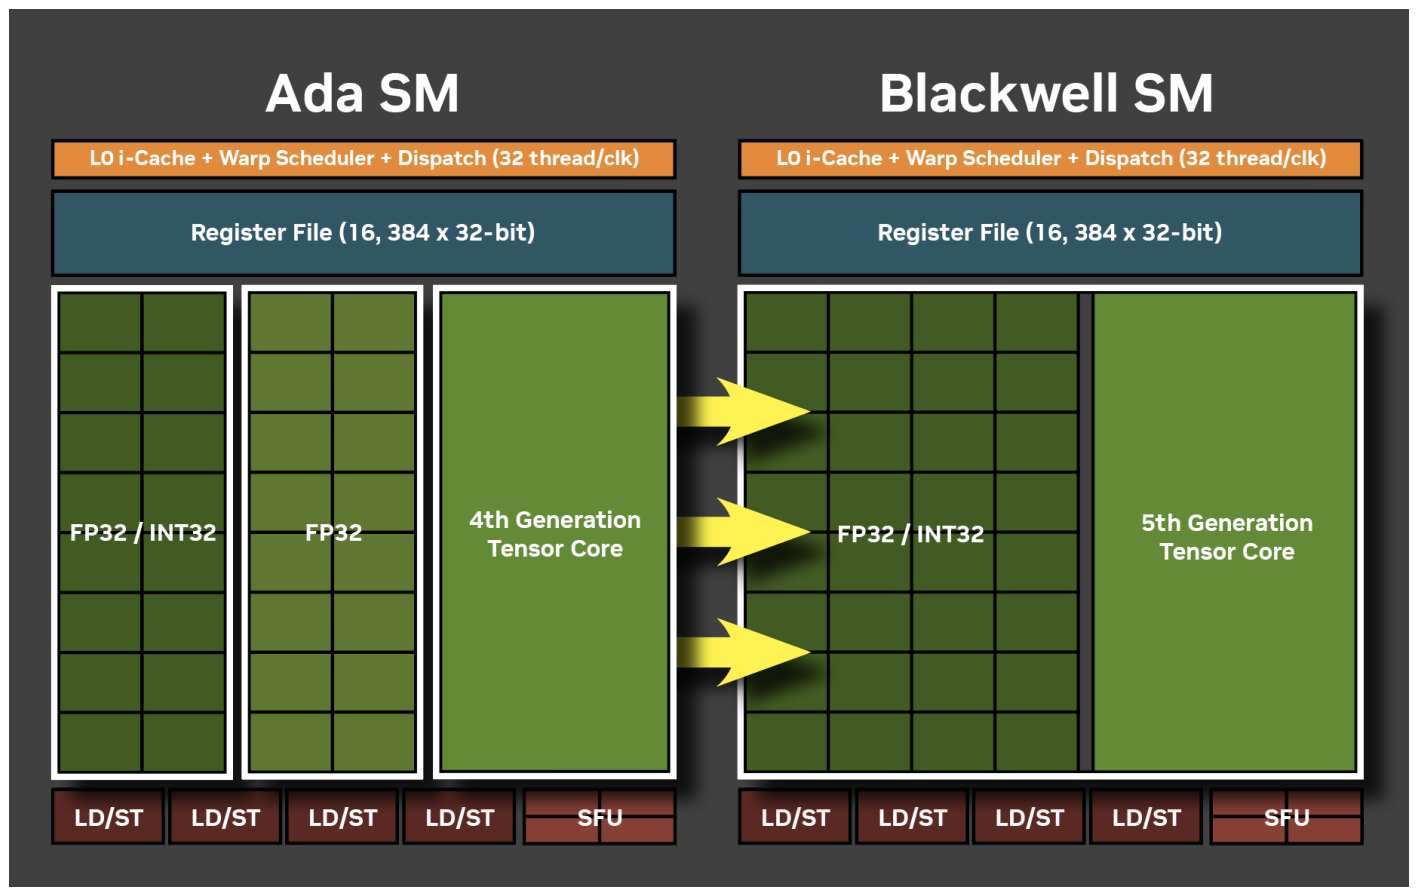 Ada SM
L0 i-Cache + Warp Scheduler + Dispatch (32 thread/clk)
Register File (16, 384 x 32-bit)
FP32 / INT32
FP32
4th Generation
Tensor Core
LD/ST
LD/ST
LD/ST
LD/ST
SFU
Blackwell SM
L0 i-Cache + Warp Scheduler + Dispatch (32 thread/clk)
Register File (16, 384 x 32-bit)
FP32 / INT32
5th Generation
Tensor Core
LD/ST
LD/ST
LD/ST
LD/ST
SFU